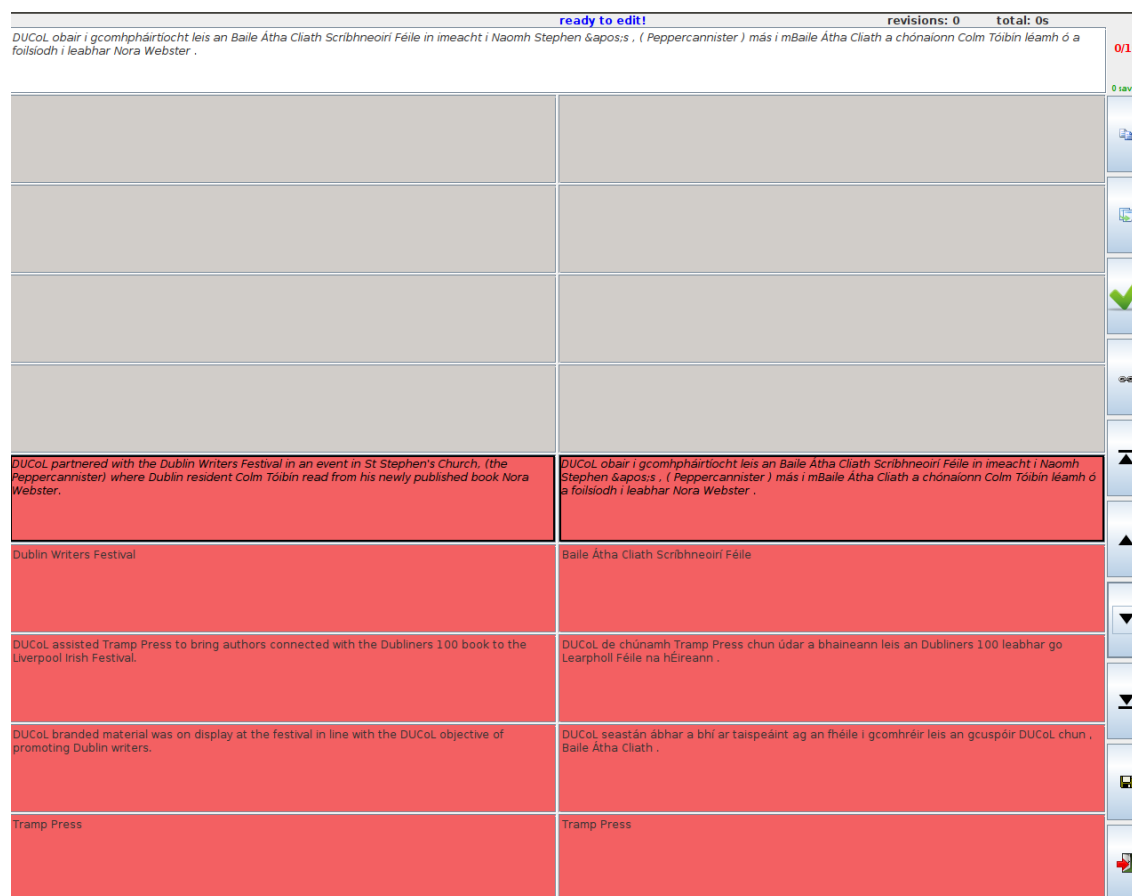 ready to edit! revisions: 0 total: 0s
DUCoL obair i gcomhpháirtíocht leis an Baile Átha Cliath Scríbhneoirí Féile in imeacht i Naomh Stephen &apos;s , ( Peppercannister ) más i mBaile Átha Cliath a chónaíonn Colm Tóibín léamh ó a
foilsíodh i leabhar Nora Webster .
0/1
0 sav
DUCoL partnered with the Dublin Writers Festival in an event in St Stephen's Church, (the
Peppercannister) where Dublin resident Colm Tóibín read from his newly published book Nora
Webster.
DUCoL obair i gcomhpháirtíocht leis an Baile Átha Cliath Scríbhneoirí Féile in imeacht i Naomh
Stephen &apos;s , ( Peppercannister ) más i mBaile Átha Cliath a chónaíonn Colm Tóibín léamh ó
a foilsíodh i leabhar Nora Webster .
Dublin Writers Festival
Baile Átha Cliath Scríbhneoirí Féile
DUCoL assisted Tramp Press to bring authors connected with the Dubliners 100 book to the
Liverpool Irish Festival.
DUCoL de chúnamh Tramp Press chun údar a bhaineann leis an Dubliners 100 leabhar go
Learpholl Féile na hÉireann .
DUCoL branded material was on display at the festival in line with the DUCoL objective of
promoting Dublin writers.
DUCoL seastán ábhar a bhí ar taispeáint ag an fhéile i gcomhréir leis an gcuspóir DUCoL chun ,
Baile Átha Cliath .
Tramp Press
Tramp Press